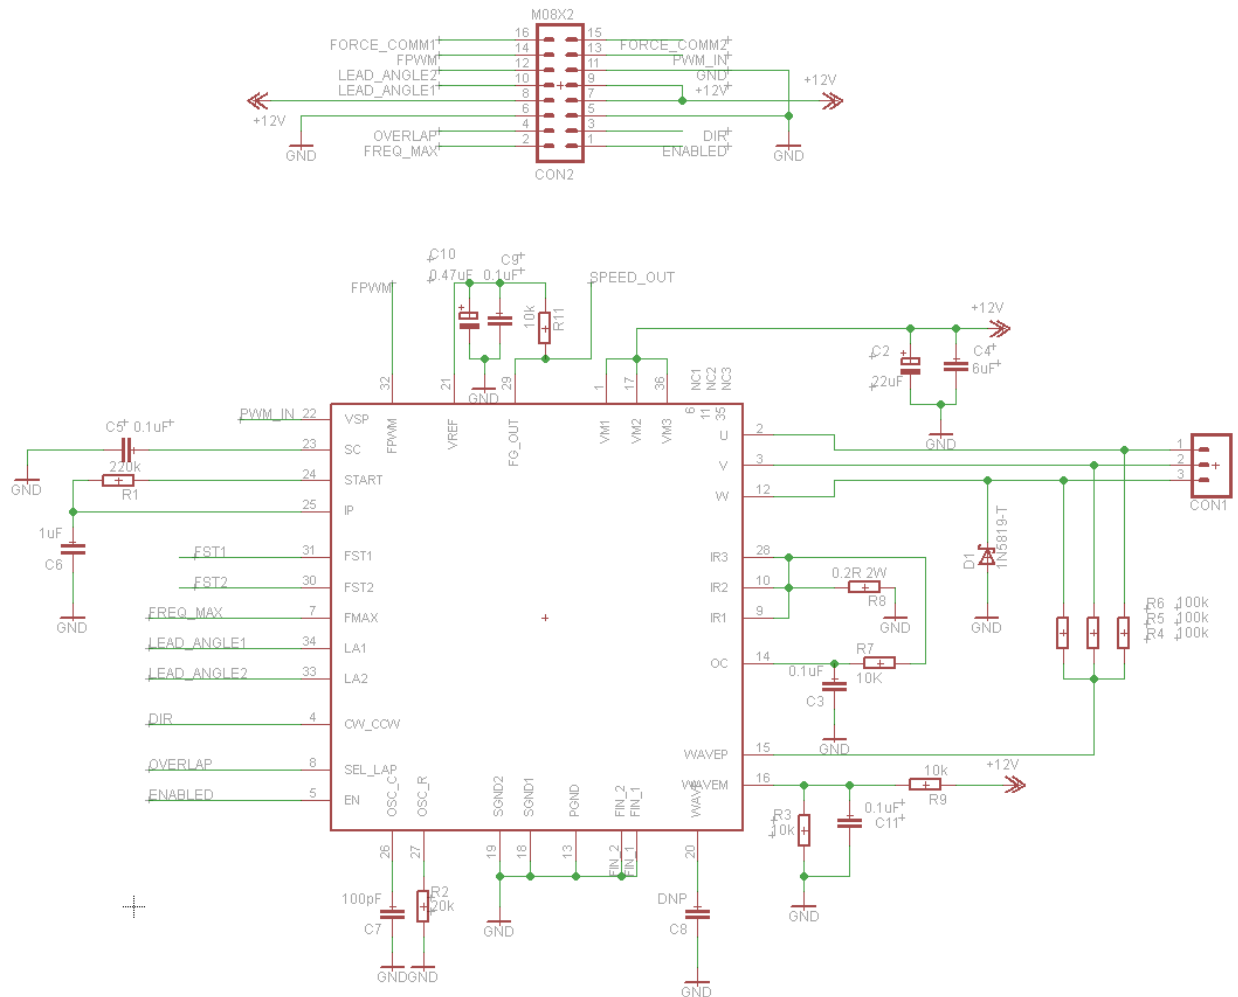 M08X2
16 15
FORCE_COMM1 FORCE_COMM2
14 13
FPWM PWM_IN
12 11
LEAD_ANGLE2 GND
10 9
LEAD_ANGLE1 +12V
8 7
+12V +12V
6 5
4 3
OVERLAP DIR
2 1
FREQ_MAX ENABLED
GND GND
CON2
C10 C9
0.47uF 0.1uF
FPWM SPEED_OUT
10k R11
+12V
C2 C4
22uF 6uF
GND
32 21 29 1 17 36
GND
6 NC1
11 NC2
35 NC3
FPWM VREF FG_OUT VM1 VM2 VM3
PWM_IN 22 VSP
C5 0.1uF
23 SC
GND
220k
R1
24 START
25 IP
1uF
C6
GND
FST1 31 FST1
FST2 30 FST2
FREQ_MAX 7 FMAX
LEAD_ANGLE1 34 LA1
LEAD_ANGLE2 33 LA2
DIR 4 CW_CCW
OVERLAP 8 SEL_LAP
ENABLED 5 EN
U 2
V 3
W 12
1
2
3
CON1
D1 1N5819-T
GND
IR3 28
IR2 10
IR1 9
0.2R 2W
R8
GND
R6 100k
R5 100k
R4 100k
OC 14
R7
10K
0.1uF
C3
GND
WAVEP 15
WAVEM 16
10k
R9
+12V
R3
10k
0.1uF
C11
GND
OSC_C OSC_R SGND2 SGND1 PGND FIN_2 FIN_1 WAVE
26 27 19 18 13 FIN_2 FIN_1 20
100pF
C7
R2
20k
GND GND
GND
DNP
C8
GND